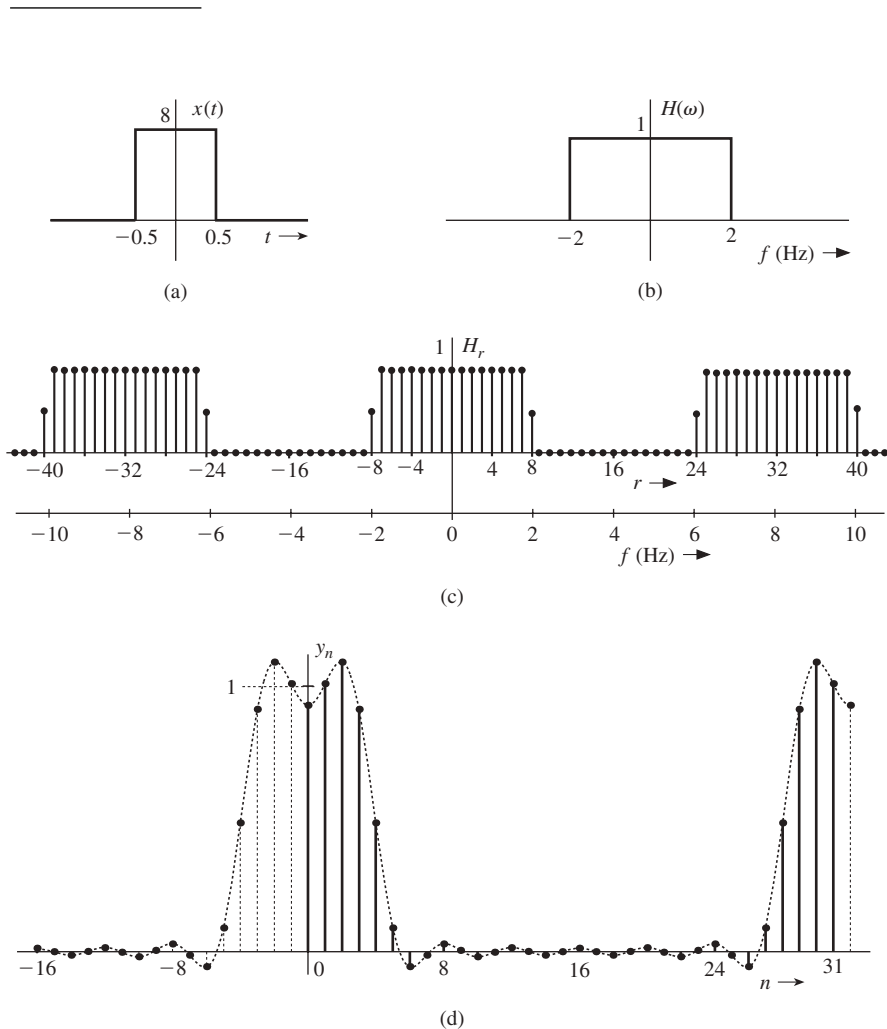 8 x(t)
−0.5 0.5 t →
(a)
1 H(ω)
−2 2
f (Hz) →
(b)
1 H_r
−40 −32 −24 −16 −8 −4 4 8 16 24 32 40
r →
−10 −8 −6 −4 −2 0 2 4 6 8 10
f (Hz) →
(c)
y_n
1
−16 −8 0 8 16 24 31
n →
(d)